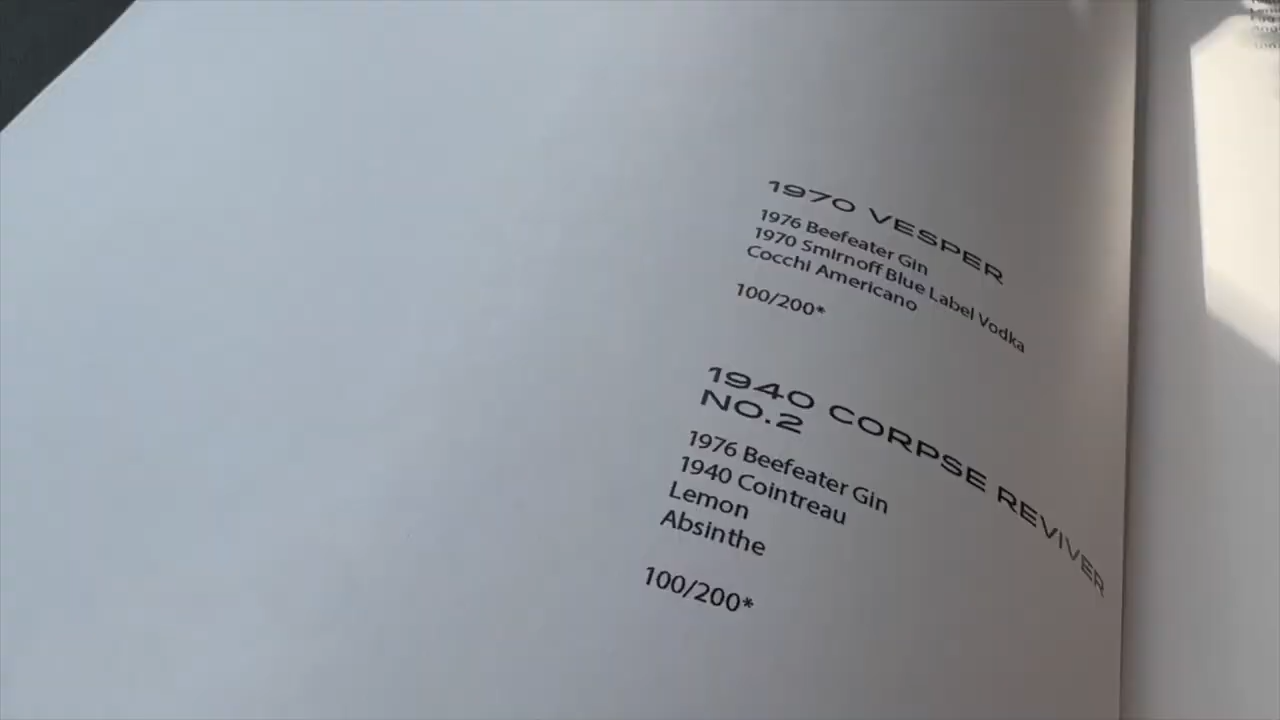 1970 VESPER
1976 Beefeater Gin
1970 Smirnoff Blue Label Vodka
Cocchi Americano
100/200*
1940 CORPSE REVIVER
NO.2
1976 Beefeater Gin
1940 Cointreau
Lemon
Absinthe
100/200*